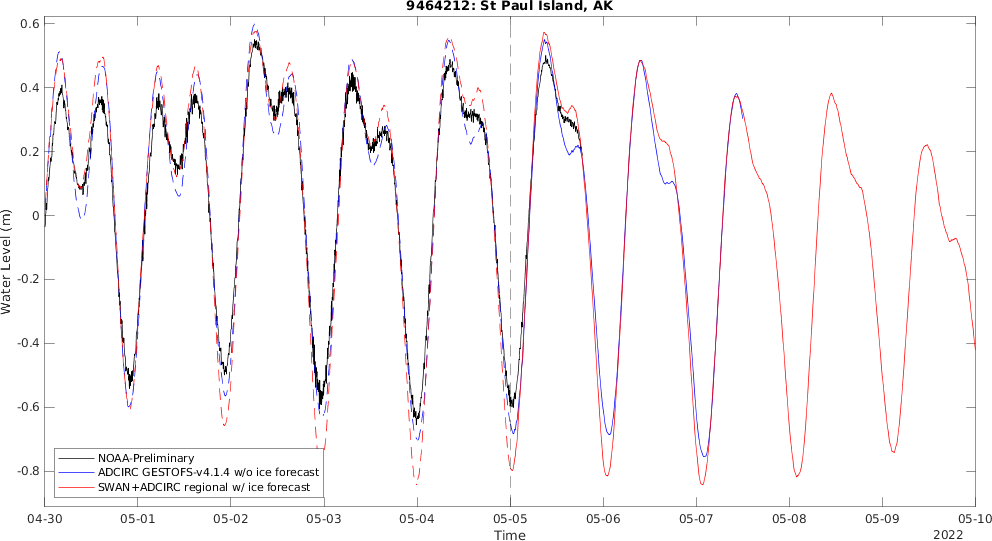 9464212: St Paul Island, AK
0.6
0.4
0.2
0
-0.2
-0.4
-0.6
-0.8
Water Level (m)
NOAA-Preliminary
ADCIRC GESTOFS-v4.1.4 w/o ice forecast
SWAN+ADCIRC regional w/ ice forecast
04-30 05-01 05-02 05-03 05-04 05-05 05-06 05-07 05-08 05-09 05-10
Time
2022